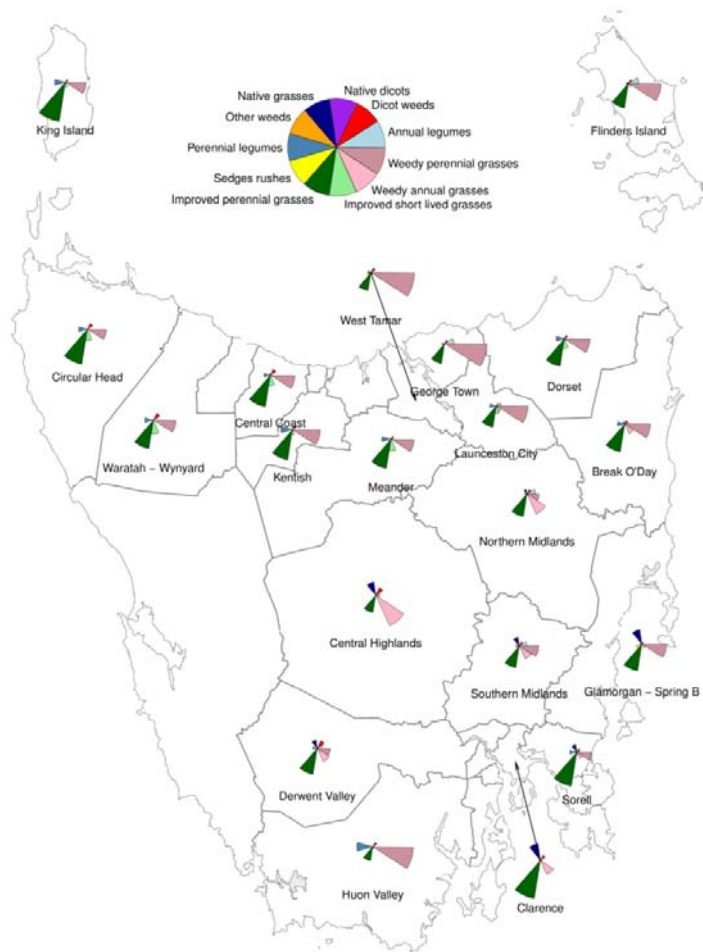 King Island
Native grasses
Native dicots
Dicot weeds
Other weeds
Annual legumes
Perennial legumes
Weedy perennial grasses
Sedges rushes
Weedy annual grasses
Improved perennial grasses
Improved short lived grasses
Flinders Island
West Tamar
Circular Head
George Town
Dorset
Central Coast
Waratah − Wynyard
Kentish
Meander
Launceston City
Break O'Day
Northern Midlands
Central Highlands
Southern Midlands
Glamorgan − Spring B
Derwent Valley
Sorell
Huon Valley
Clarence